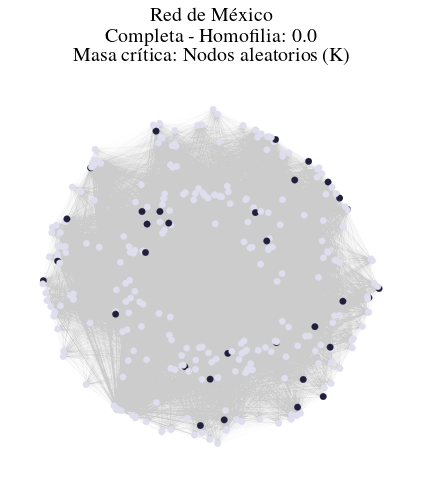 Red de México
Completa - Homofilia: 0.0
Masa crítica: Nodos aleatorios (K)